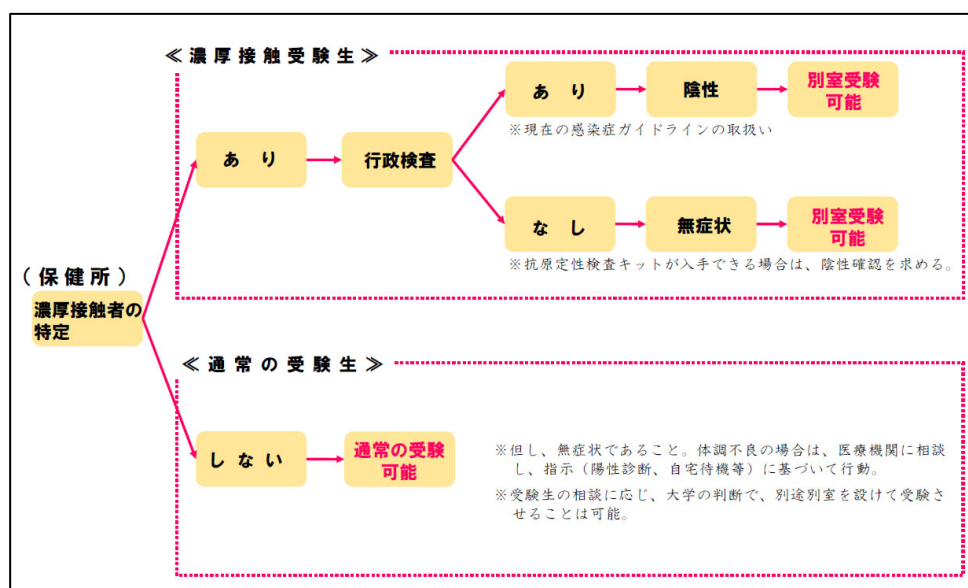 ≪濃厚接触受験生≫
あり
陰性
別室受験
可能
※現在の感染症ガイドラインの取扱い
あり
行政検査
なし
無症状
別室受験
可能
※抗原定性検査キットが入手できる場合は、陰性確認を求める。
(保健所)
濃厚接触者の
特定
≪通常の受験生≫
しない
通常の受験
可能
※但し、無症状であること。体調不良の場合は、医療機関に相談
し、指示(陽性診断、自宅待機等)に基づいて行動。
※受験生の相談に応じ、大学の判断で、別途別室を設けて受験さ
せることは可能。